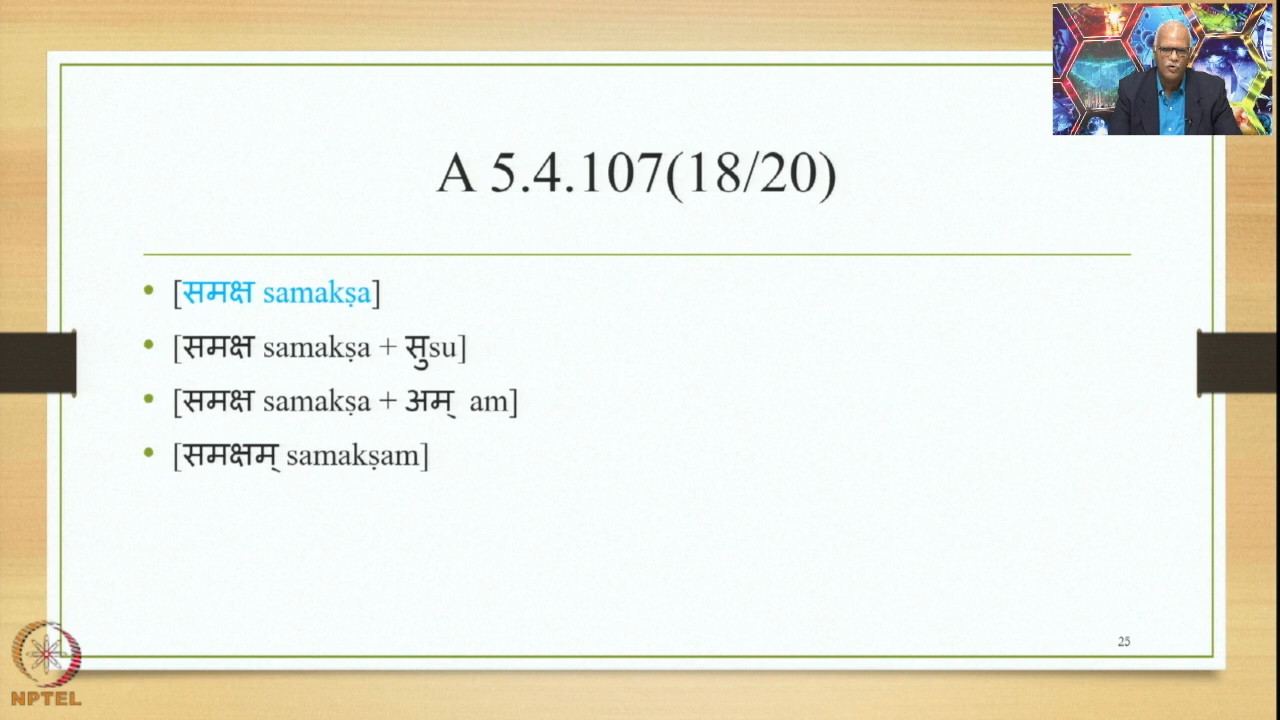 A 5.4.107(18/20)
• [समक्ष samakṣa]
• [समक्ष samakṣa + सुsu]
• [समक्ष samakṣa + अम् am]
• [समक्षम् samakṣam]
25
NPTEL